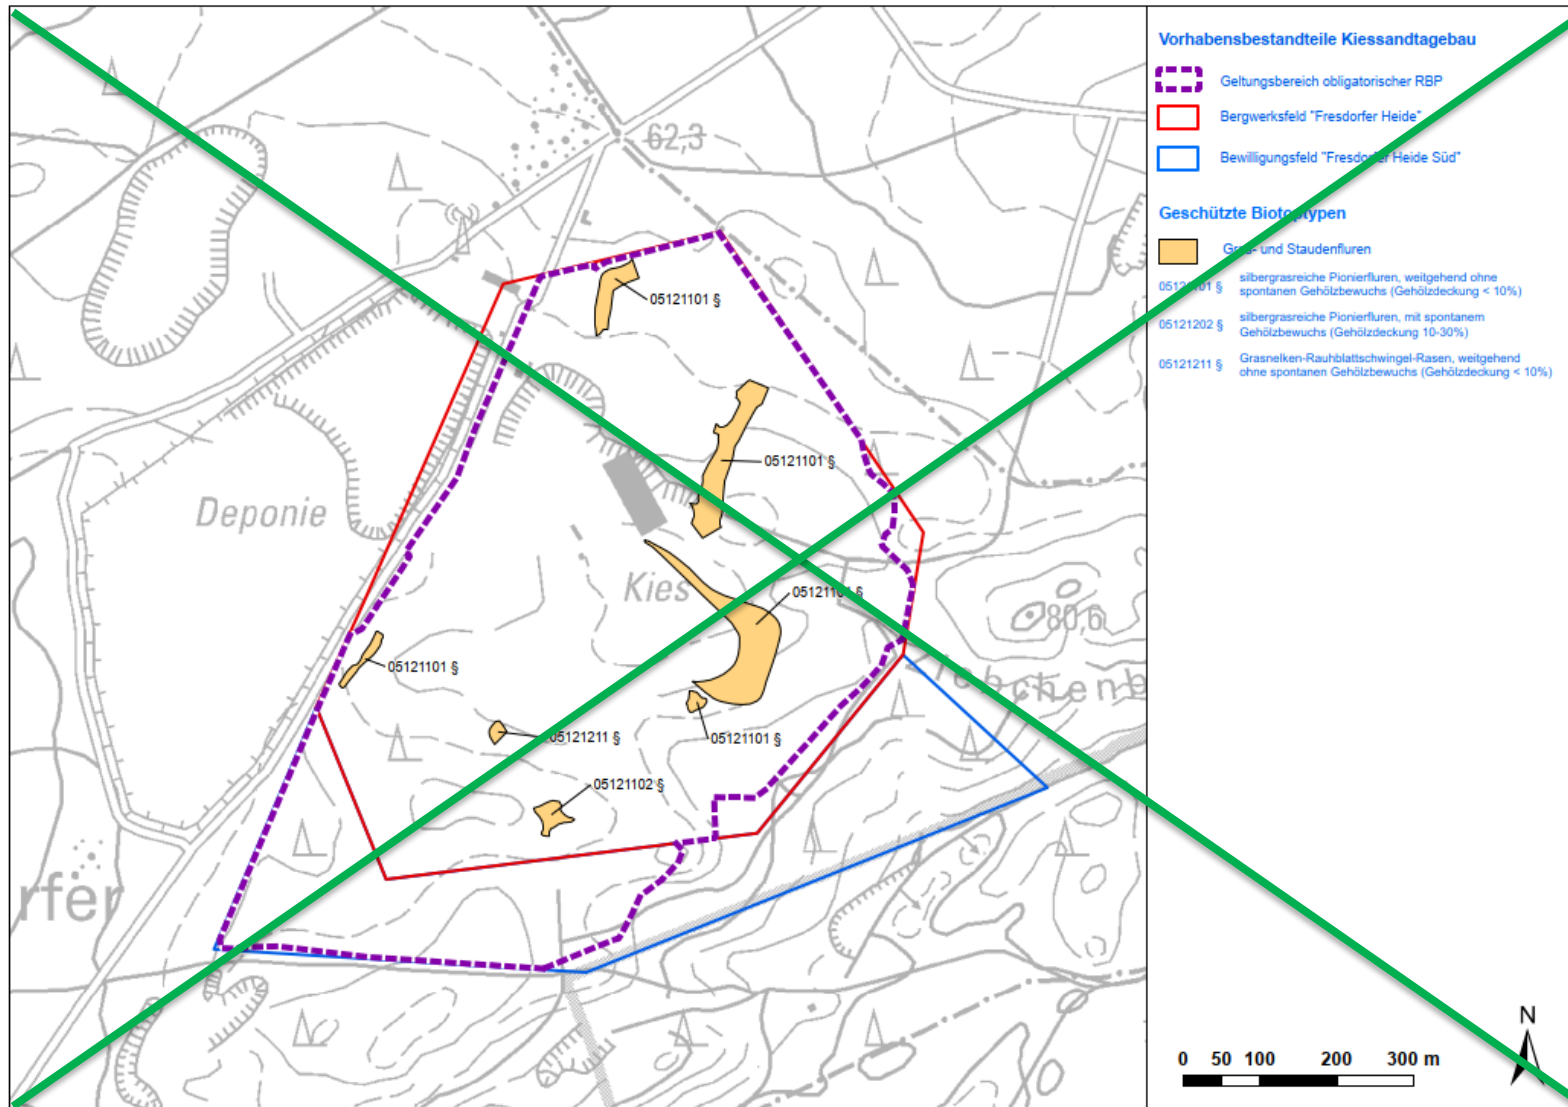 Vorhabensbestandteile Kiessandtagebau
Geltungsbereich obligatorischer RBP
Bergwerksfeld "Fresdorfer Heide"
Bewilligungsfeld "Fresdorfer Heide Süd"
Geschützte Biotoptypen
Gras- und Staudenfluren
05121101 § silbergrasreiche Pionierfluren, weitgehend ohne
spontanen Gehölzbewuchs (Gehölzdeckung < 10%)
05121202 § silbergrasreiche Pionierfluren, mit spontanem
Gehölzbewuchs (Gehölzdeckung 10-30%)
05121211 § Grasnelken-Rauhblattschwingel-Rasen, weitgehend
ohne spontanen Gehölzbewuchs (Gehölzdeckung < 10%)
62,3
05121101 §
05121101 §
Deponie
Kies
05121101 §
80,6
05121101 §
05121211 §
05121101 §
05121102 §
rfer
N
0 50 100 200 300 m